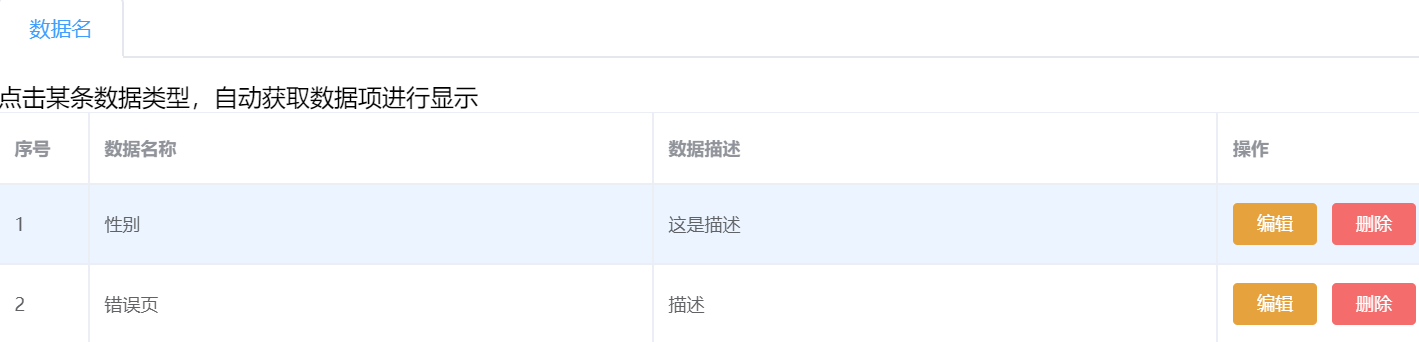 数据名
点击某条数据类型，自动获取数据项进行显示
序号 数据名称 数据描述 操作
1 性别 这是描述 编辑 删除
2 错误页 描述 编辑 删除